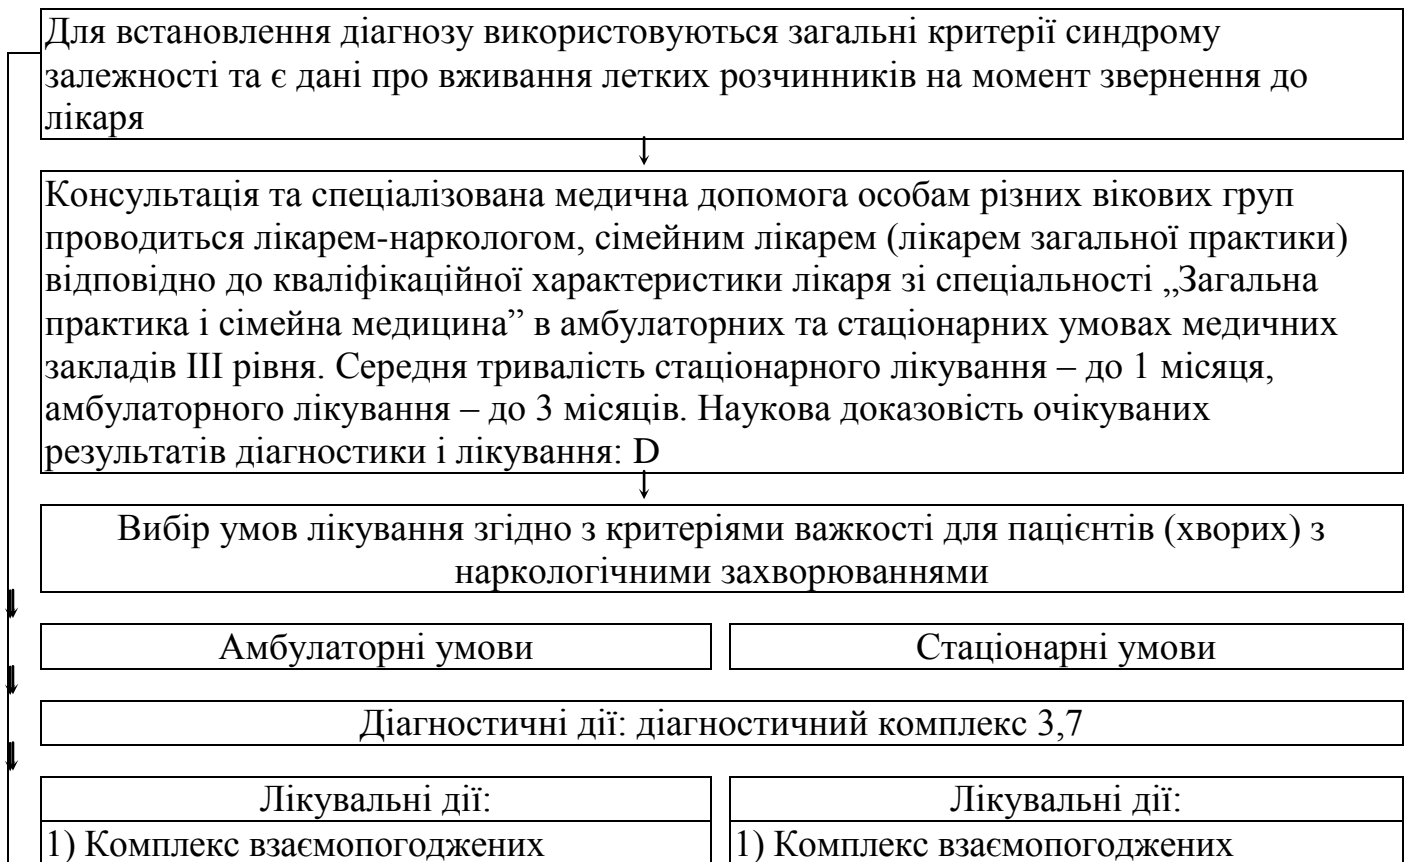 Для встановлення діагнозу використовуються загальні критерії синдрому
залежності та є дані про вживання летких розчинників на момент звернення до
лікаря
Консультація та спеціалізована медична допомога особам різних вікових груп
проводиться лікарем-наркологом, сімейним лікарем (лікарем загальної практики)
відповідно до кваліфікаційної характеристики лікаря зі спеціальності „Загальна
практика і сімейна медицина” в амбулаторних та стаціонарних умовах медичних
закладів III рівня. Середня тривалість стаціонарного лікування – до 1 місяця,
амбулаторного лікування – до 3 місяців. Наукова доказовість очікуваних
результатів діагностики і лікування: D
Вибір умов лікування згідно з критеріями важкості для пацієнтів (хворих) з
наркологічними захворюваннями
Амбулаторні умови
Стаціонарні умови
Діагностичні дії: діагностичний комплекс 3,7
Лікувальні дії:
1) Комплекс взаємопогоджених
Лікувальні дії:
1) Комплекс взаємопогоджених